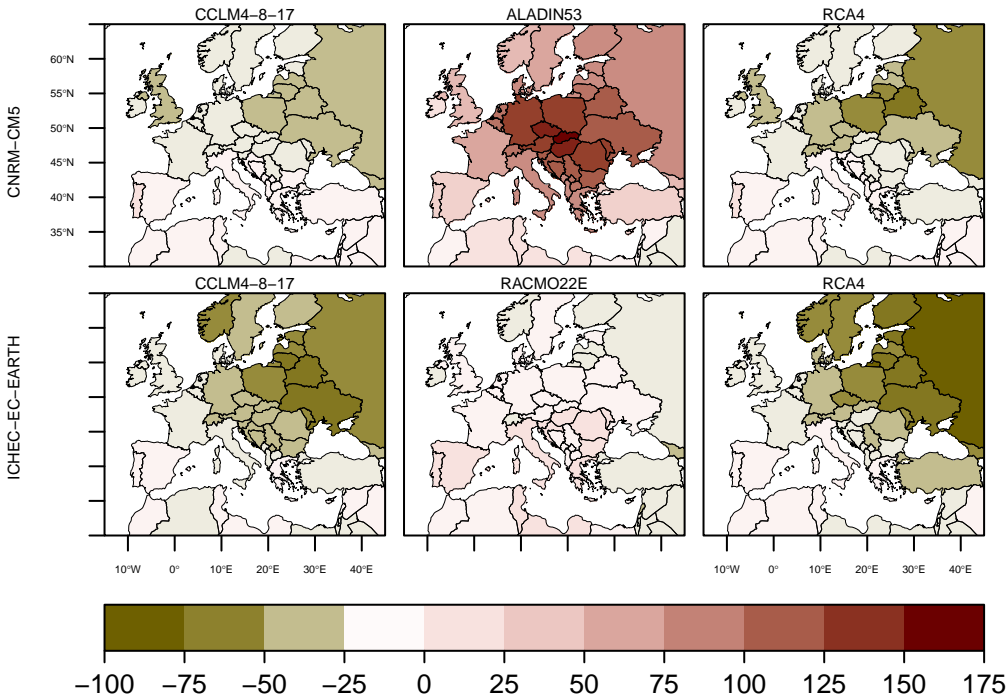 CCLM4−8−17
ALADIN53
RCA4
CNRM−CM5
60°N
55°N
50°N
45°N
40°N
35°N
CCLM4−8−17
RACMO22E
RCA4
ICHEC−EC−EARTH
10°W 0° 10°E 20°E 30°E 40°E
10°W 0° 10°E 20°E 30°E 40°E
−100 −75 −50 −25 0 25 50 75 100 125 150 175